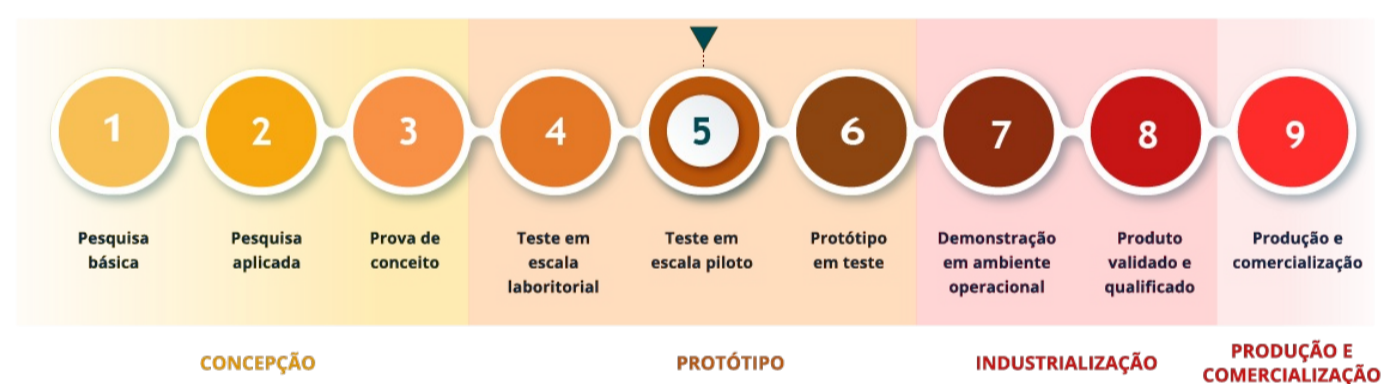 1
2
3
4
5
6
7
8
9
Pesquisa
básica
Pesquisa
aplicada
Prova de
conceito
Teste em
escala
laboritorial
Teste em
escala piloto
Protótipo
em teste
Demonstração
em ambiente
operacional
Produto
validado e
qualificado
Produção e
comercialização
CONCEPÇÃO
PROTÓTIPO
INDUSTRIALIZAÇÃO
PRODUÇÃO E
COMERCIALIZAÇÃO